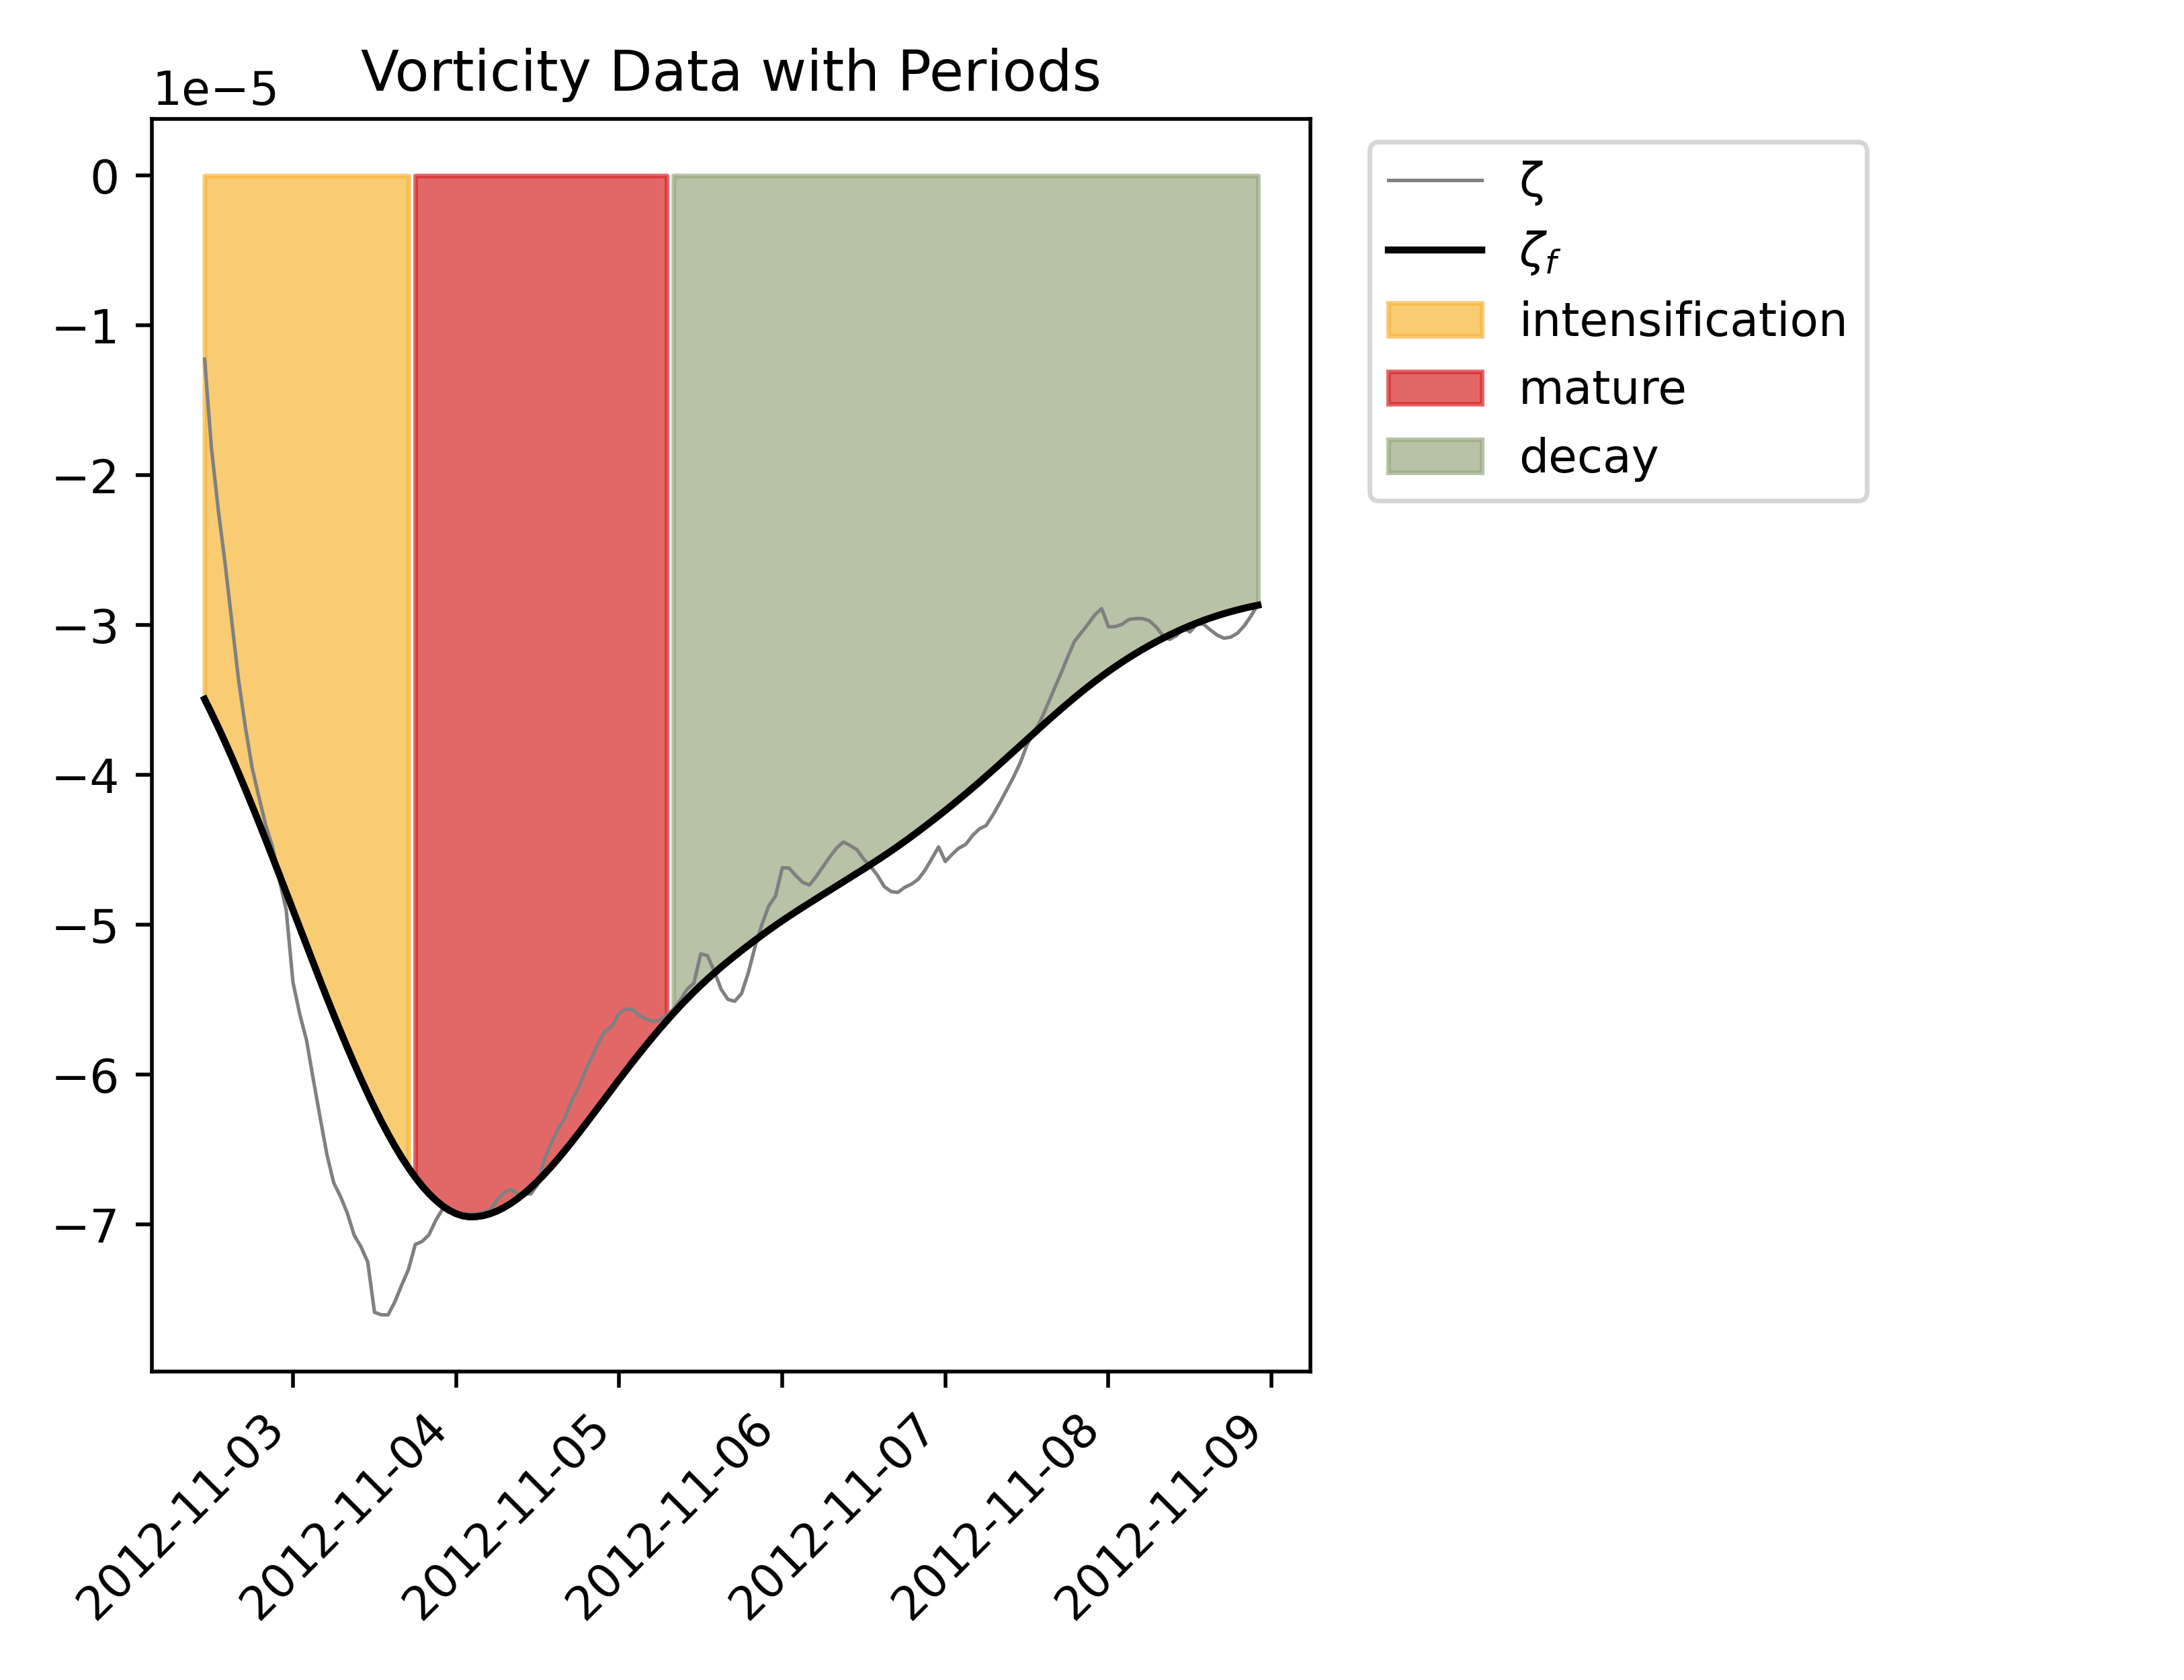 Vorticity Data with Periods
1e−5
0
−1
−2
−3
−4
−5
−6
−7
2012-11-03
2012-11-04
2012-11-05
2012-11-06
2012-11-07
2012-11-08
2012-11-09
ζ
ζf
intensification
mature
decay